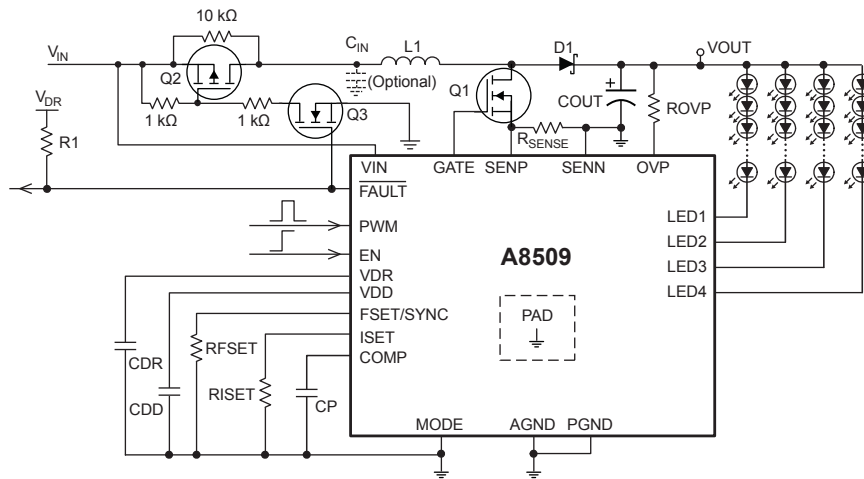 10 kΩ
VIN
Q2
CIN
(Optional)
L1
D1
VOUT
Q1
COUT
+
ROVP
VDR
1 kΩ
1 kΩ
Q3
R1
RSENSE
VIN
GATE
SENP
SENN
OVP
FAULT
PWM
EN
VDR
VDD
FSET/SYNC
ISET
COMP
A8509
PAD
LED1
LED2
LED3
LED4
CDR
CDD
RFSET
RISET
CP
MODE
AGND
PGND